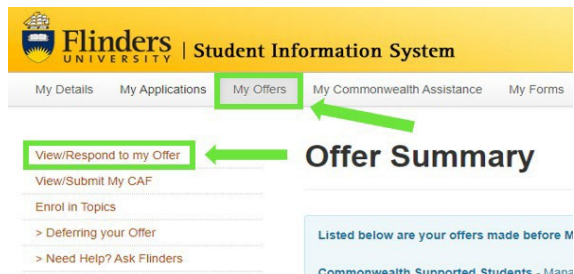 Flinders
UNIVERSITY
Student Information System
My Details My Applications My Offers My Commonwealth Assistance My Forms
View/Respond to my Offer
Offer Summary
View/Submit My CAF
Enrol in Topics
> Deferring your Offer
Listed below are your offers made before M
> Need Help? Ask Flinders
Commonwealth Supported Students - Mana